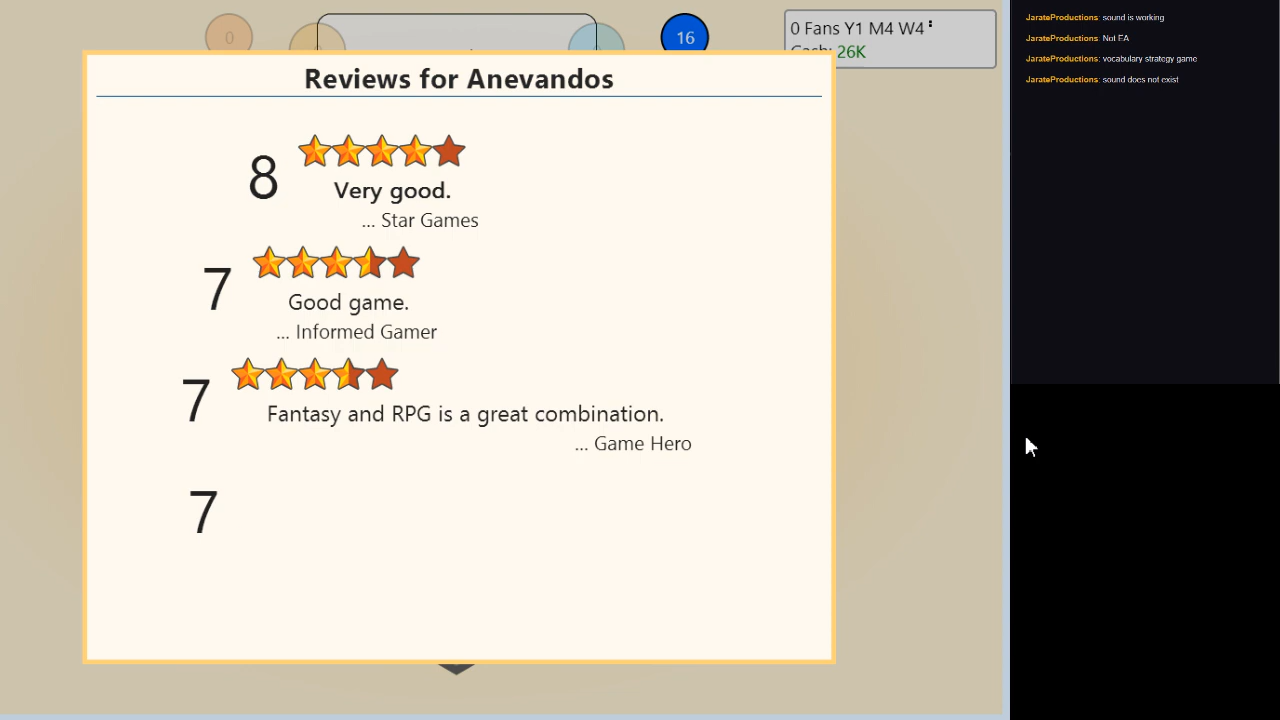 0
16
0 Fans Y1 M4 W4
Cash: 26K
Reviews for Anevandos
8
Very good.
... Star Games
7
Good game.
... Informed Gamer
7
Fantasy and RPG is a great combination.
... Game Hero
7
JarateProductions: sound is working
JarateProductions: Not EA
JarateProductions: vocabulary strategy game
JarateProductions: sound does not exist